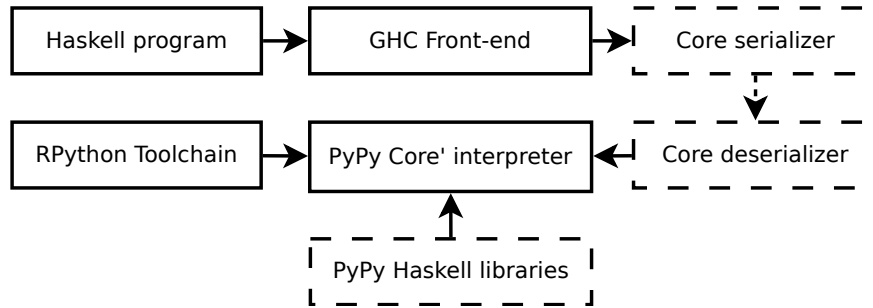 Haskell program
GHC Front-end
Core serializer
RPython Toolchain
PyPy Core' interpreter
Core deserializer
PyPy Haskell libraries